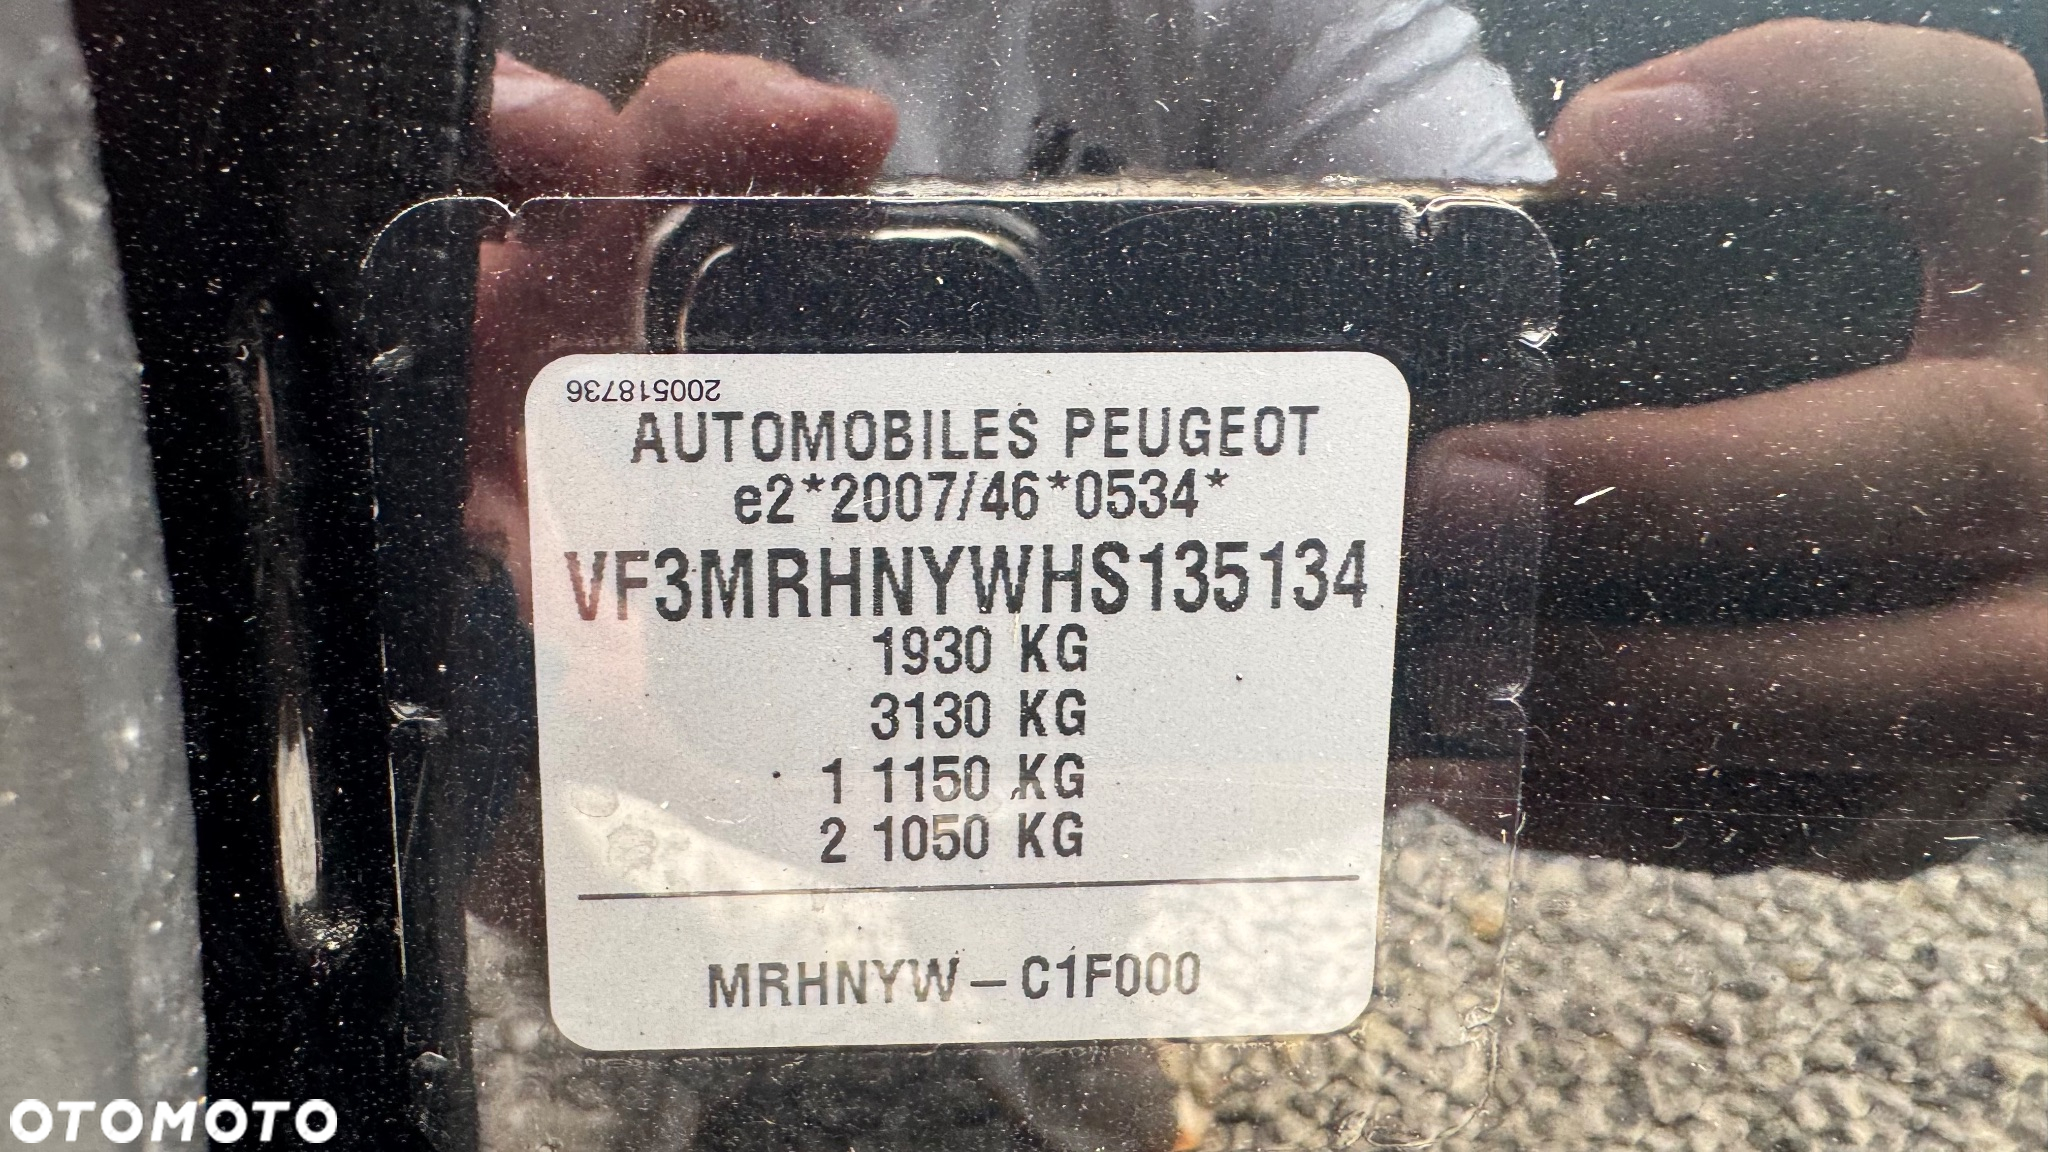 200518736
AUTOMOBILES PEUGEOT
e2*2007/46*0534*
VF3MRHNYWHS135134
1930 KG
3130 KG
1 1150 KG
2 1050 KG
MRHNYW – C1F000
OTOMOTO